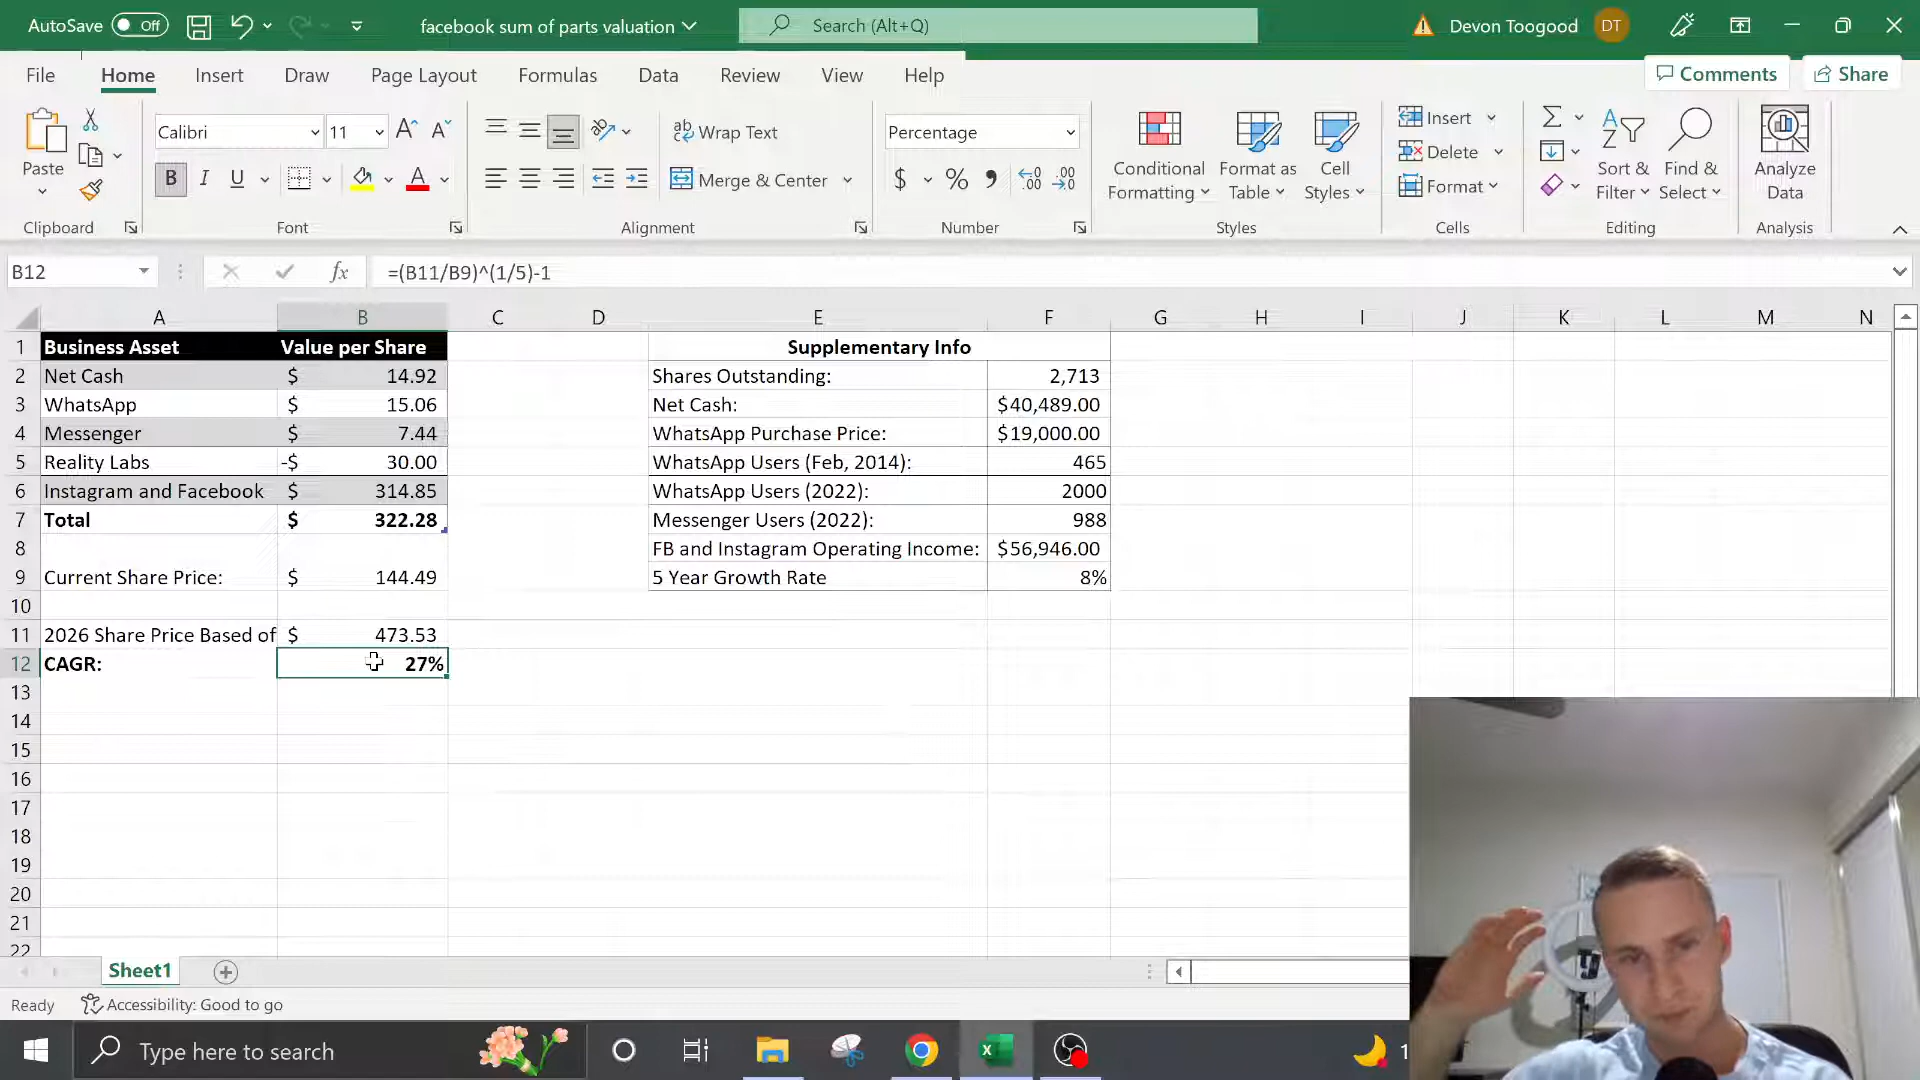 AutoSave Off facebook sum of parts valuation Search (Alt+Q) Devon Toogood DT
File Home Insert Draw Page Layout Formulas Data Review View Help Comments Share
Paste Calibri 11 Wrap Text Percentage Insert
B I U Merge & Center $ % Conditional Formatting Format as Table Cell Styles Delete Format Sort & Filter Find & Select Analyze Data
Clipboard Font Alignment Number Styles Cells Editing Analysis
B12 fx =(B11/B9)^(1/5)-1
A B C D E F G H I J K L M N
1 Business Asset Value per Share Supplementary Info
2 Net Cash $ 14.92 Shares Outstanding: 2,713
3 WhatsApp $ 15.06 Net Cash: $40,489.00
4 Messenger $ 7.44 WhatsApp Purchase Price: $19,000.00
5 Reality Labs -$ 30.00 WhatsApp Users (Feb, 2014): 465
6 Instagram and Facebook $ 314.85 WhatsApp Users (2022): 2000
7 Total $ 322.28 Messenger Users (2022): 988
8 FB and Instagram Operating Income: $56,946.00
9 Current Share Price: $ 144.49 5 Year Growth Rate 8%
10
11 2026 Share Price Based of $ 473.53
12 CAGR: 27%
13
14
15
16
17
18
19
20
21
22
Sheet1
Ready Accessibility: Good to go
Type here to search 1